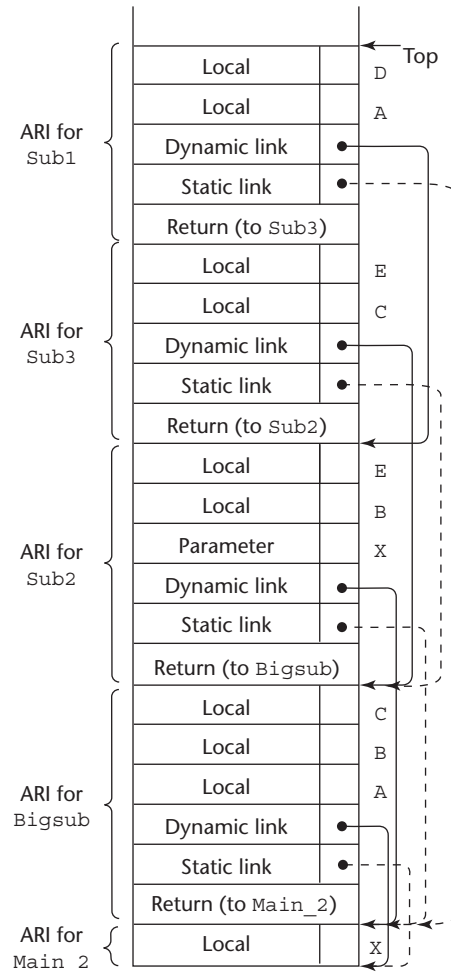 Top
Local D
Local A
ARI for
Sub1
Dynamic link
Static link
Return (to Sub3)
Local E
Local C
ARI for
Sub3
Dynamic link
Static link
Return (to Sub2)
Local E
Local B
Parameter X
ARI for
Sub2
Dynamic link
Static link
Return (to Bigsub)
Local C
Local B
Local A
ARI for
Bigsub
Dynamic link
Static link
Return (to Main_2)
ARI for
Main_2
Local X